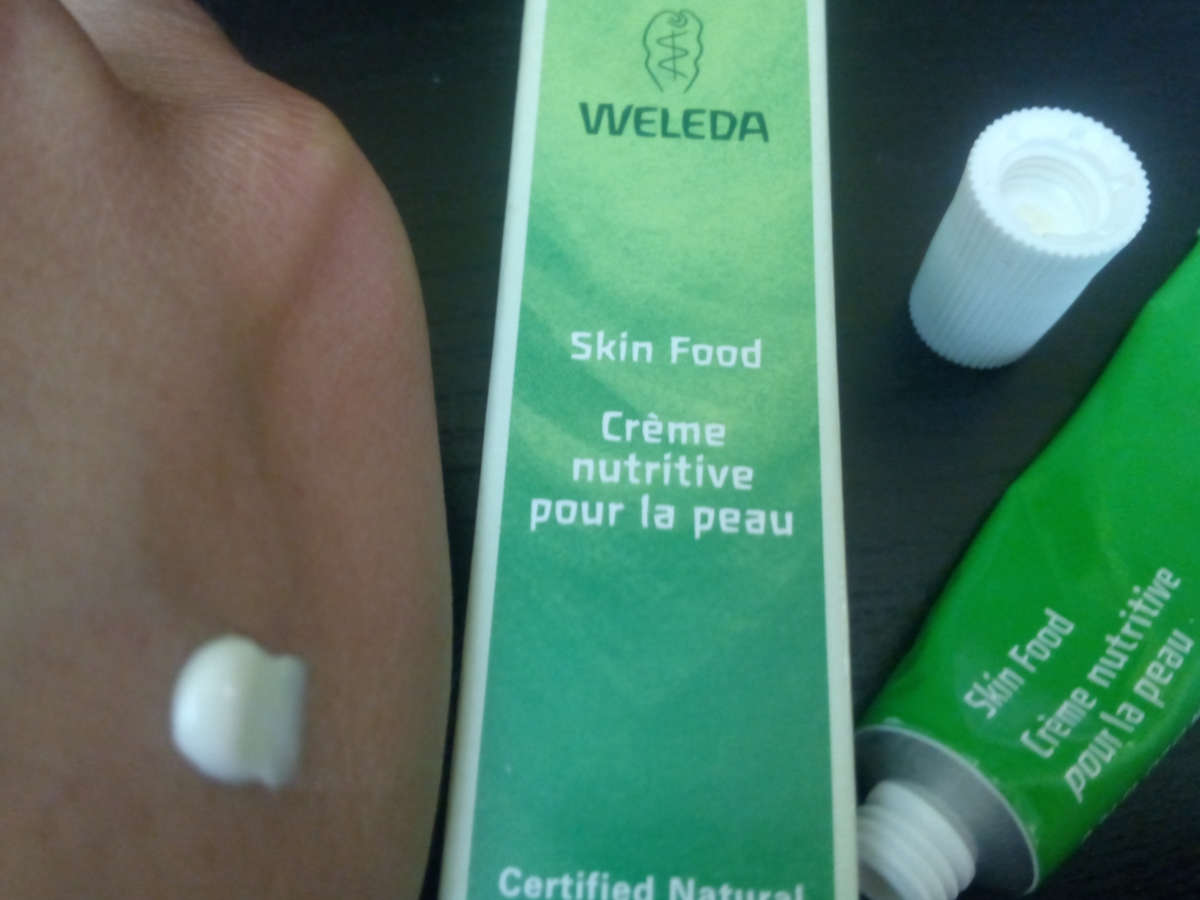 WELEDA
Skin Food
Crème
nutritive
pour la peau
Certified Natural
Skin Food
Crème nutritive
pour la peau